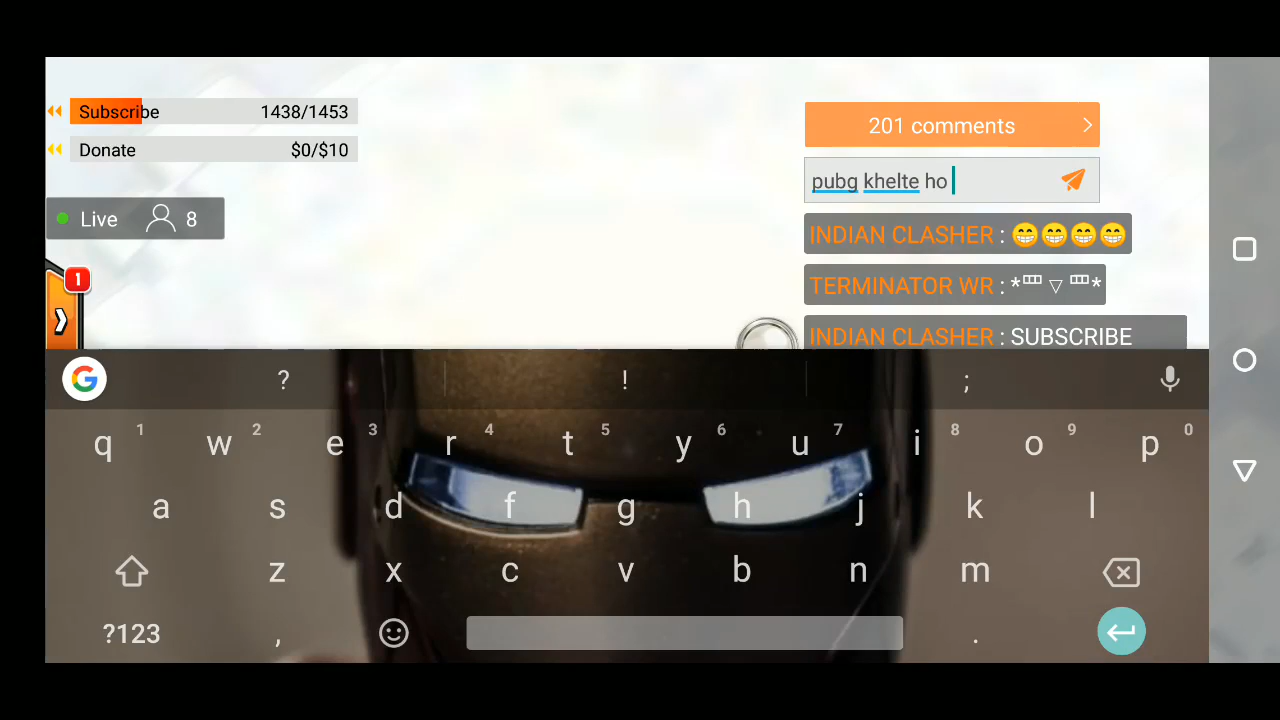 Subscribe 1438/1453
Donate $0/$10
Live 8
1
201 comments
pubg khelte ho
INDIAN CLASHER : 😁😁😁😁
TERMINATOR WR : *᠁ ▽ ᠁*
INDIAN CLASHER : SUBSCRIBE
? ! ;
q 1 w 2 e 3 r 4 t 5 y 6 u 7 i 8 o 9 p 0
a s d f g h j k l
z x c v b n m
?123 , .